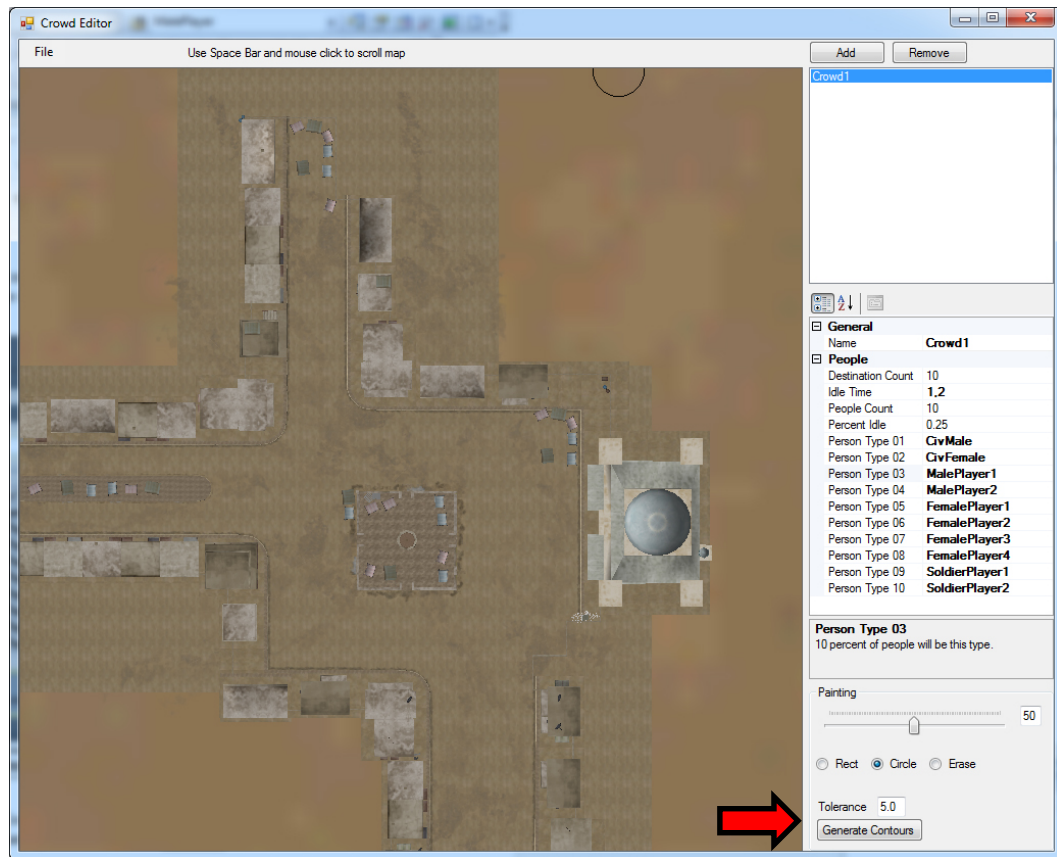 Crowd Editor
File
Use Space Bar and mouse click to scroll map
Add
Remove
Crowd1
General
Name Crowd1
People
Destination Count 10
Idle Time 1,2
People Count 10
Percent Idle 0.25
Person Type 01 CivMale
Person Type 02 CivFemale
Person Type 03 MalePlayer1
Person Type 04 MalePlayer2
Person Type 05 FemalePlayer1
Person Type 06 FemalePlayer2
Person Type 07 FemalePlayer3
Person Type 08 FemalePlayer4
Person Type 09 SoldierPlayer1
Person Type 10 SoldierPlayer2
Person Type 03
10 percent of people will be this type.
Painting
50
Rect Circle Erase
Tolerance 5.0
Generate Contours